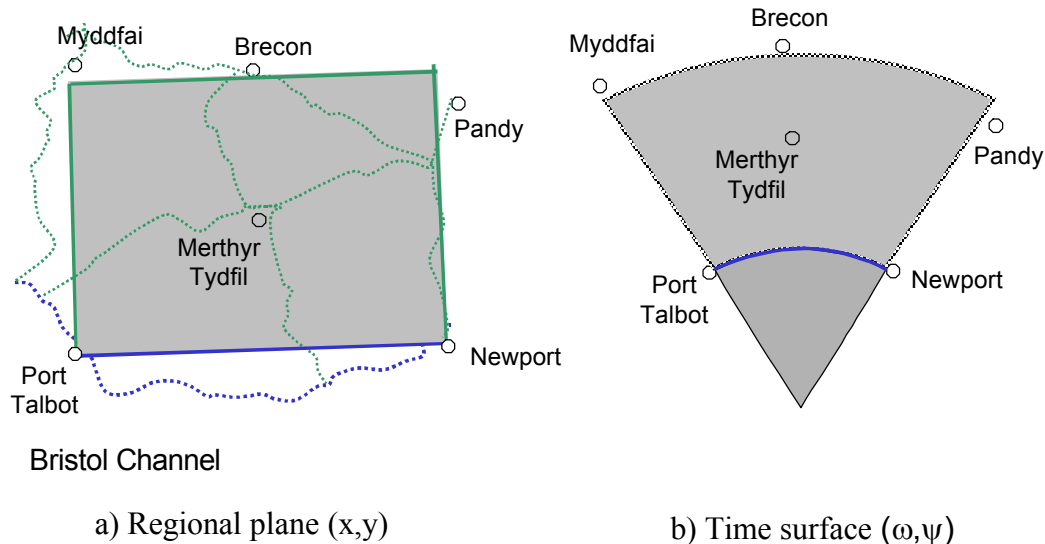 Myddfai
Brecon
Pandy
Merthyr
Tydfil
Port
Talbot
Newport
Bristol Channel
a) Regional plane (x,y)
Brecon
Myddfai
Merthyr
Tydfil
Pandy
Port
Talbot
Newport
b) Time surface (ω,ψ)